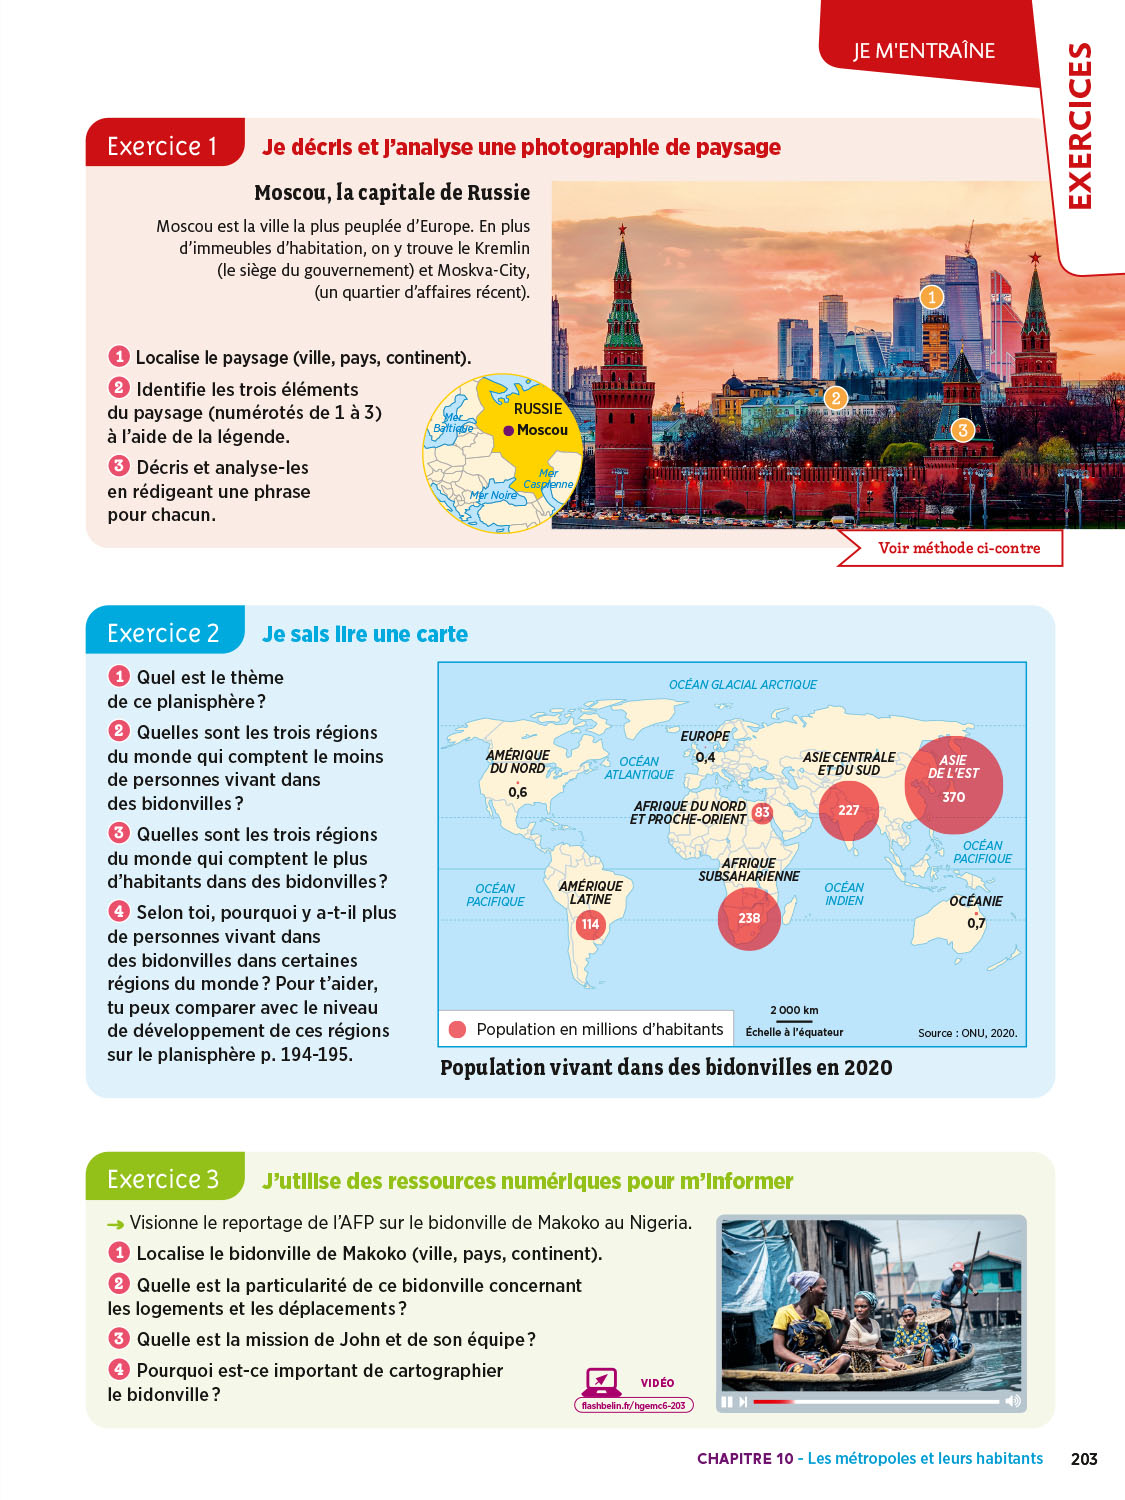 JE M'ENTRAÎNE
EXERCICES
Exercice 1
Je décris et j'analyse une photographie de paysage
Moscou, la capitale de Russie
Moscou est la ville la plus peuplée d'Europe. En plus
d'immeubles d'habitation, on y trouve le Kremlin
(le siège du gouvernement) et Moskva-City,
(un quartier d'affaires récent).
1 Localise le paysage (ville, pays, continent).
2 Identifie les trois éléments
du paysage (numérotés de 1 à 3)
à l'aide de la légende.
3 Décris et analyse-les
en rédigeant une phrase
pour chacun.
RUSSIE
Moscou
Mer
Baltique
Mer
Caspienne
Mer Noire
1
2
3
Voir méthode ci-contre
Exercice 2
Je sais lire une carte
1 Quel est le thème
de ce planisphère ?
2 Quelles sont les trois régions
du monde qui comptent le moins
de personnes vivant dans
des bidonvilles ?
3 Quelles sont les trois régions
du monde qui comptent le plus
d'habitants dans des bidonvilles ?
4 Selon toi, pourquoi y a-t-il plus
de personnes vivant dans
des bidonvilles dans certaines
régions du monde ? Pour t'aider,
tu peux comparer avec le niveau
de développement de ces régions
sur le planisphère p. 194-195.
OCÉAN GLACIAL ARCTIQUE
AMÉRIQUE
DU NORD
0,6
OCÉAN
ATLANTIQUE
EUROPE
0,4
ASIE CENTRALE
ET DU SUD
227
ASIE
DE L'EST
370
AFRIQUE DU NORD
ET PROCHE-ORIENT
83
OCÉAN
PACIFIQUE
AFRIQUE
SUBSAHARIENNE
238
OCÉAN
PACIFIQUE
AMÉRIQUE
LATINE
114
OCÉAN
INDIEN
OCÉANIE
0,7
Population en millions d'habitants
2 000 km
Échelle à l'équateur
Source : ONU, 2020.
Population vivant dans des bidonvilles en 2020
Exercice 3
J'utilise des ressources numériques pour m'informer
→ Visionne le reportage de l'AFP sur le bidonville de Makoko au Nigeria.
1 Localise le bidonville de Makoko (ville, pays, continent).
2 Quelle est la particularité de ce bidonville concernant
les logements et les déplacements ?
3 Quelle est la mission de John et de son équipe ?
4 Pourquoi est-ce important de cartographier
le bidonville ?
VIDÉO
flashbelin.fr/hgemc6-203
CHAPITRE 10 - Les métropoles et leurs habitants 203